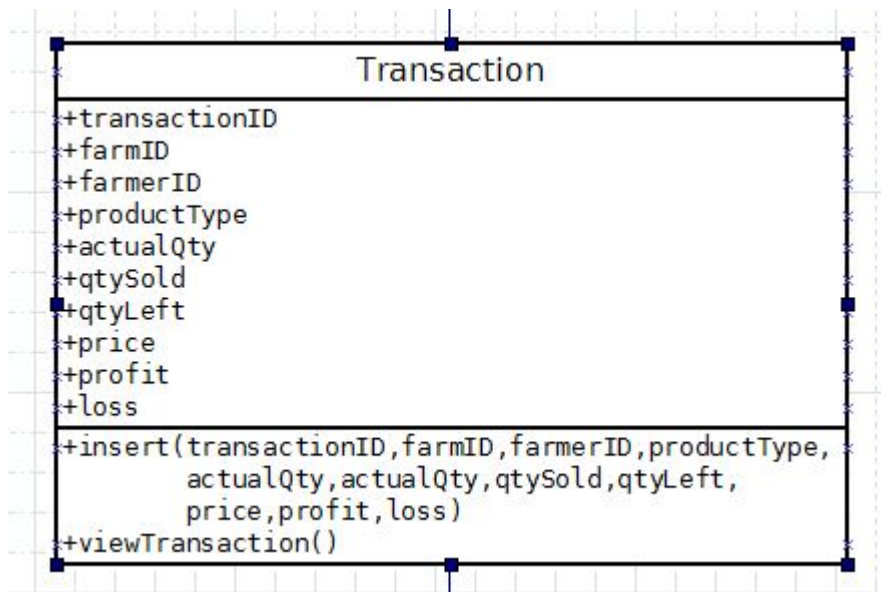 Transaction
+transactionID
+farmID
+farmerID
+productType
+actualQty
+qtySold
+qtyLeft
+price
+profit
+loss
+insert(transactionID,farmID,farmerID,productType,
actualQty,actualQty,qtySold,qtyLeft,
price,profit,loss)
+viewTransaction()